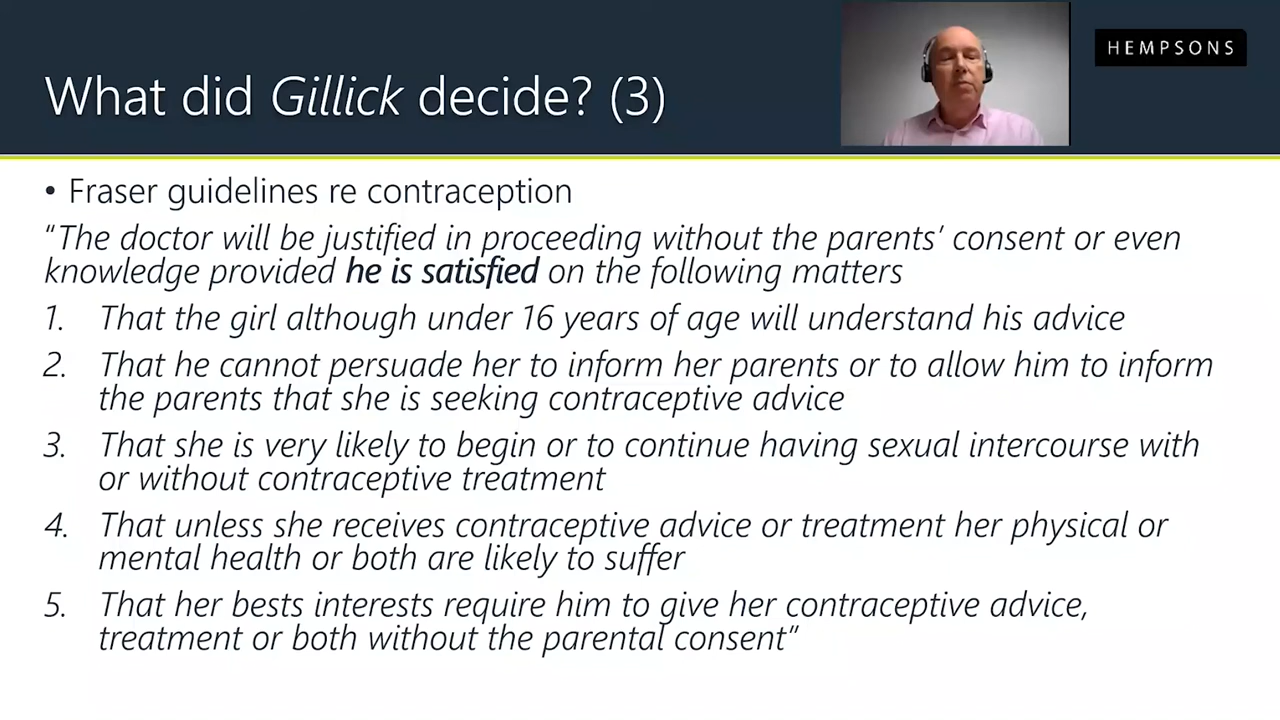 HEMPSONS
What did Gillick decide? (3)
• Fraser guidelines re contraception
“The doctor will be justified in proceeding without the parents’ consent or even
knowledge provided he is satisfied on the following matters
1. That the girl although under 16 years of age will understand his advice
2. That he cannot persuade her to inform her parents or to allow him to inform
the parents that she is seeking contraceptive advice
3. That she is very likely to begin or to continue having sexual intercourse with
or without contraceptive treatment
4. That unless she receives contraceptive advice or treatment her physical or
mental health or both are likely to suffer
5. That her bests interests require him to give her contraceptive advice,
treatment or both without the parental consent”